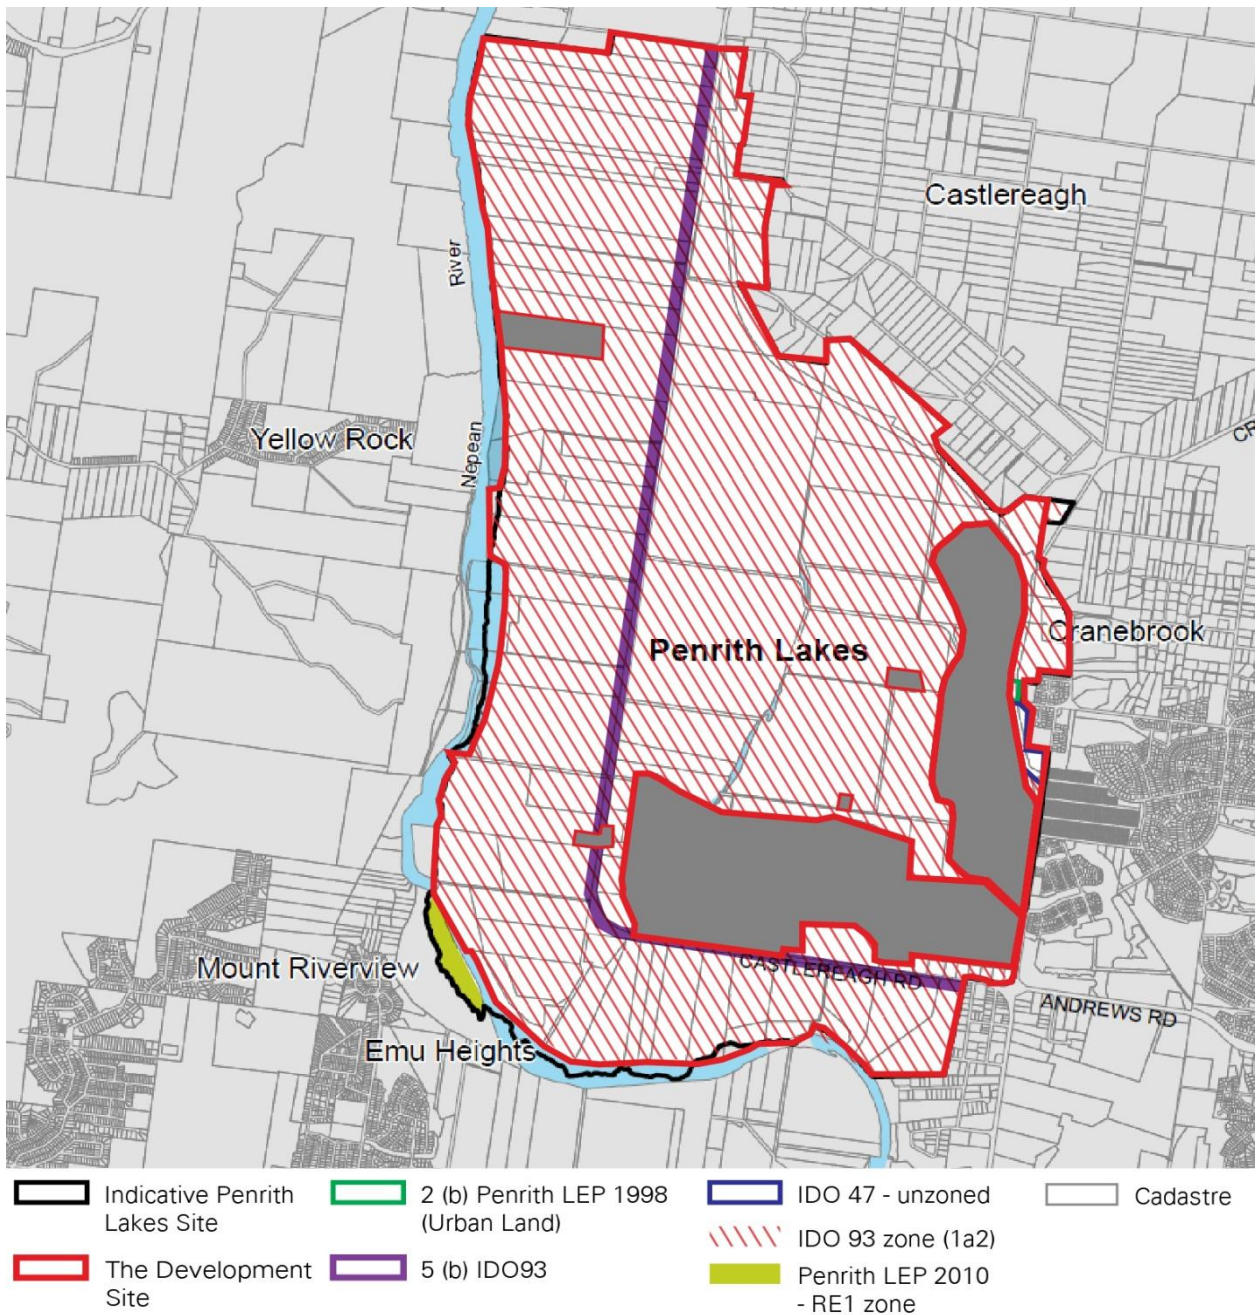 Castlereagh
River
CR
Yellow Rock
Nepean
Penrith Lakes
Cranebrook
CASTLEREAGH RD
Mount Riverview
ANDREWS RD
Emu Heights
Indicative Penrith
Lakes Site
The Development
Site
2 (b) Penrith LEP 1998
(Urban Land)
5 (b) IDO93
IDO 47 - unzoned
IDO 93 zone (1a2)
Penrith LEP 2010
- RE1 zone
Cadastre